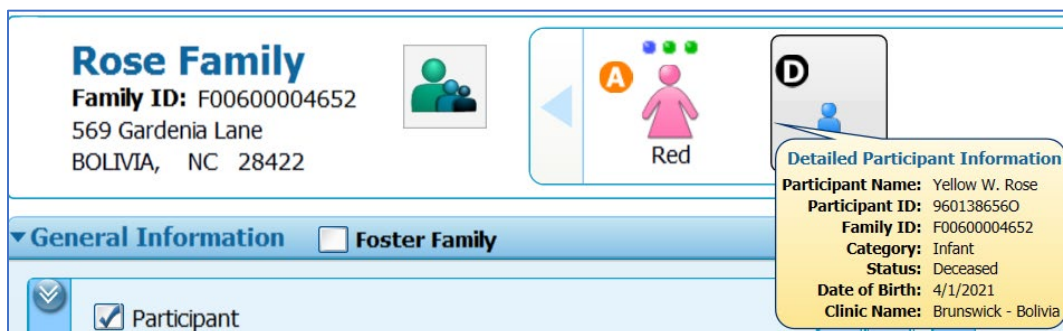 Rose Family
Family ID: F00600004652
569 Gardenia Lane
BOLIVIA, NC 28422
A
Red
D
Detailed Participant Information
Participant Name: Yellow W. Rose
Participant ID: 960138656O
Family ID: F00600004652
Category: Infant
Status: Deceased
Date of Birth: 4/1/2021
Clinic Name: Brunswick - Bolivia
General Information
Foster Family
Participant